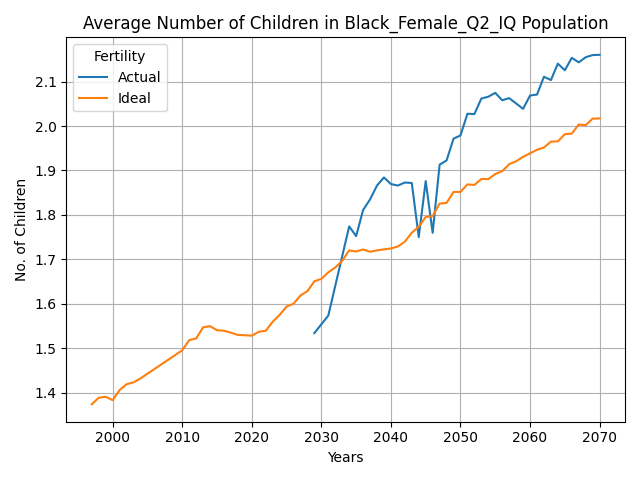 Average Number of Children in Black_Female_Q2_IQ Population
Fertility
Actual
Ideal
No. of Children
2.1
2.0
1.9
1.8
1.7
1.6
1.5
1.4
2000 2010 2020 2030 2040 2050 2060 2070
Years